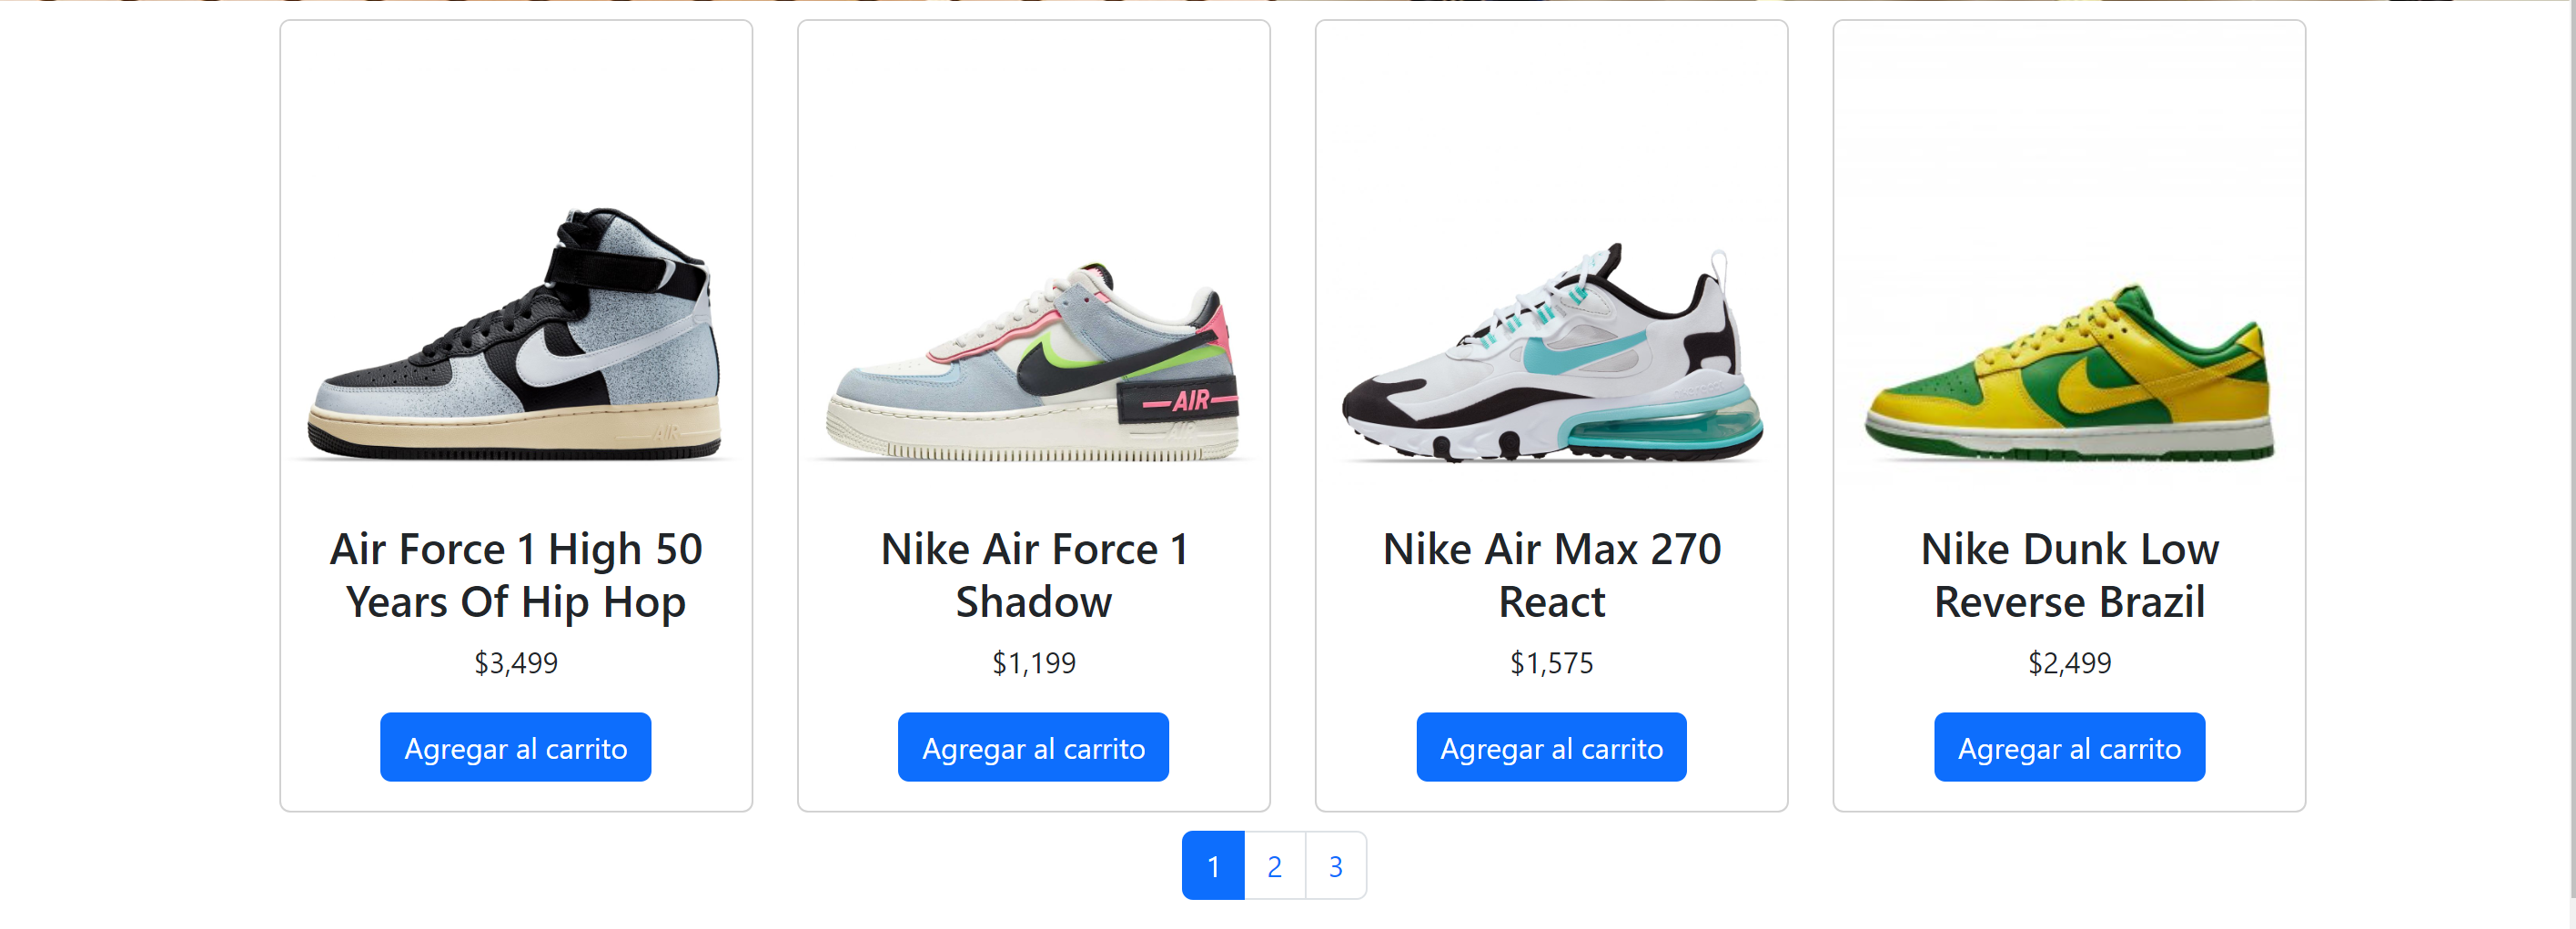 AIR
AIR
AIR
Air Force 1 High 50
Years Of Hip Hop
$3,499
Agregar al carrito
Nike Air Force 1
Shadow
$1,199
Agregar al carrito
Nike Air Max 270
React
$1,575
Agregar al carrito
Nike Dunk Low
Reverse Brazil
$2,499
Agregar al carrito
1 2 3